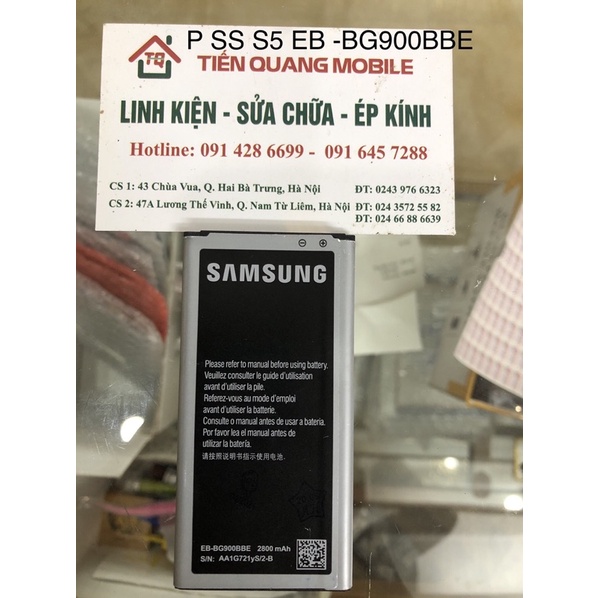 P SS S5 EB -BG900BBE
TQ
TIẾN QUANG MOBILE
LINH KIỆN - SỬA CHỮA - ÉP KÍNH
Hotline: 091 428 6699 - 091 645 7288
CS 1: 43 Chùa Vua, Q. Hai Bà Trưng, Hà Nội ĐT: 0243 976 6323
CS 2: 47A Lương Thế Vinh, Q. Nam Từ Liêm, Hà Nội ĐT: 024 3572 55 82
ĐT: 024 66 88 6639
SAMSUNG
Please refer to manual before using battery.
Veuillez consulter le guide d'utilisation
avant d'utiliser la pile.
Referez-vous au mode d'emploi
avant d'utiliser la batterie.
Consulte o manual antes de usar a bateria.
Por favor lea el manual antes de
utilizar la batería.
请按照说明书指示使用电池.
EB-BG900BBE 2800 mAh
S/N: AA1G721yS/2-B